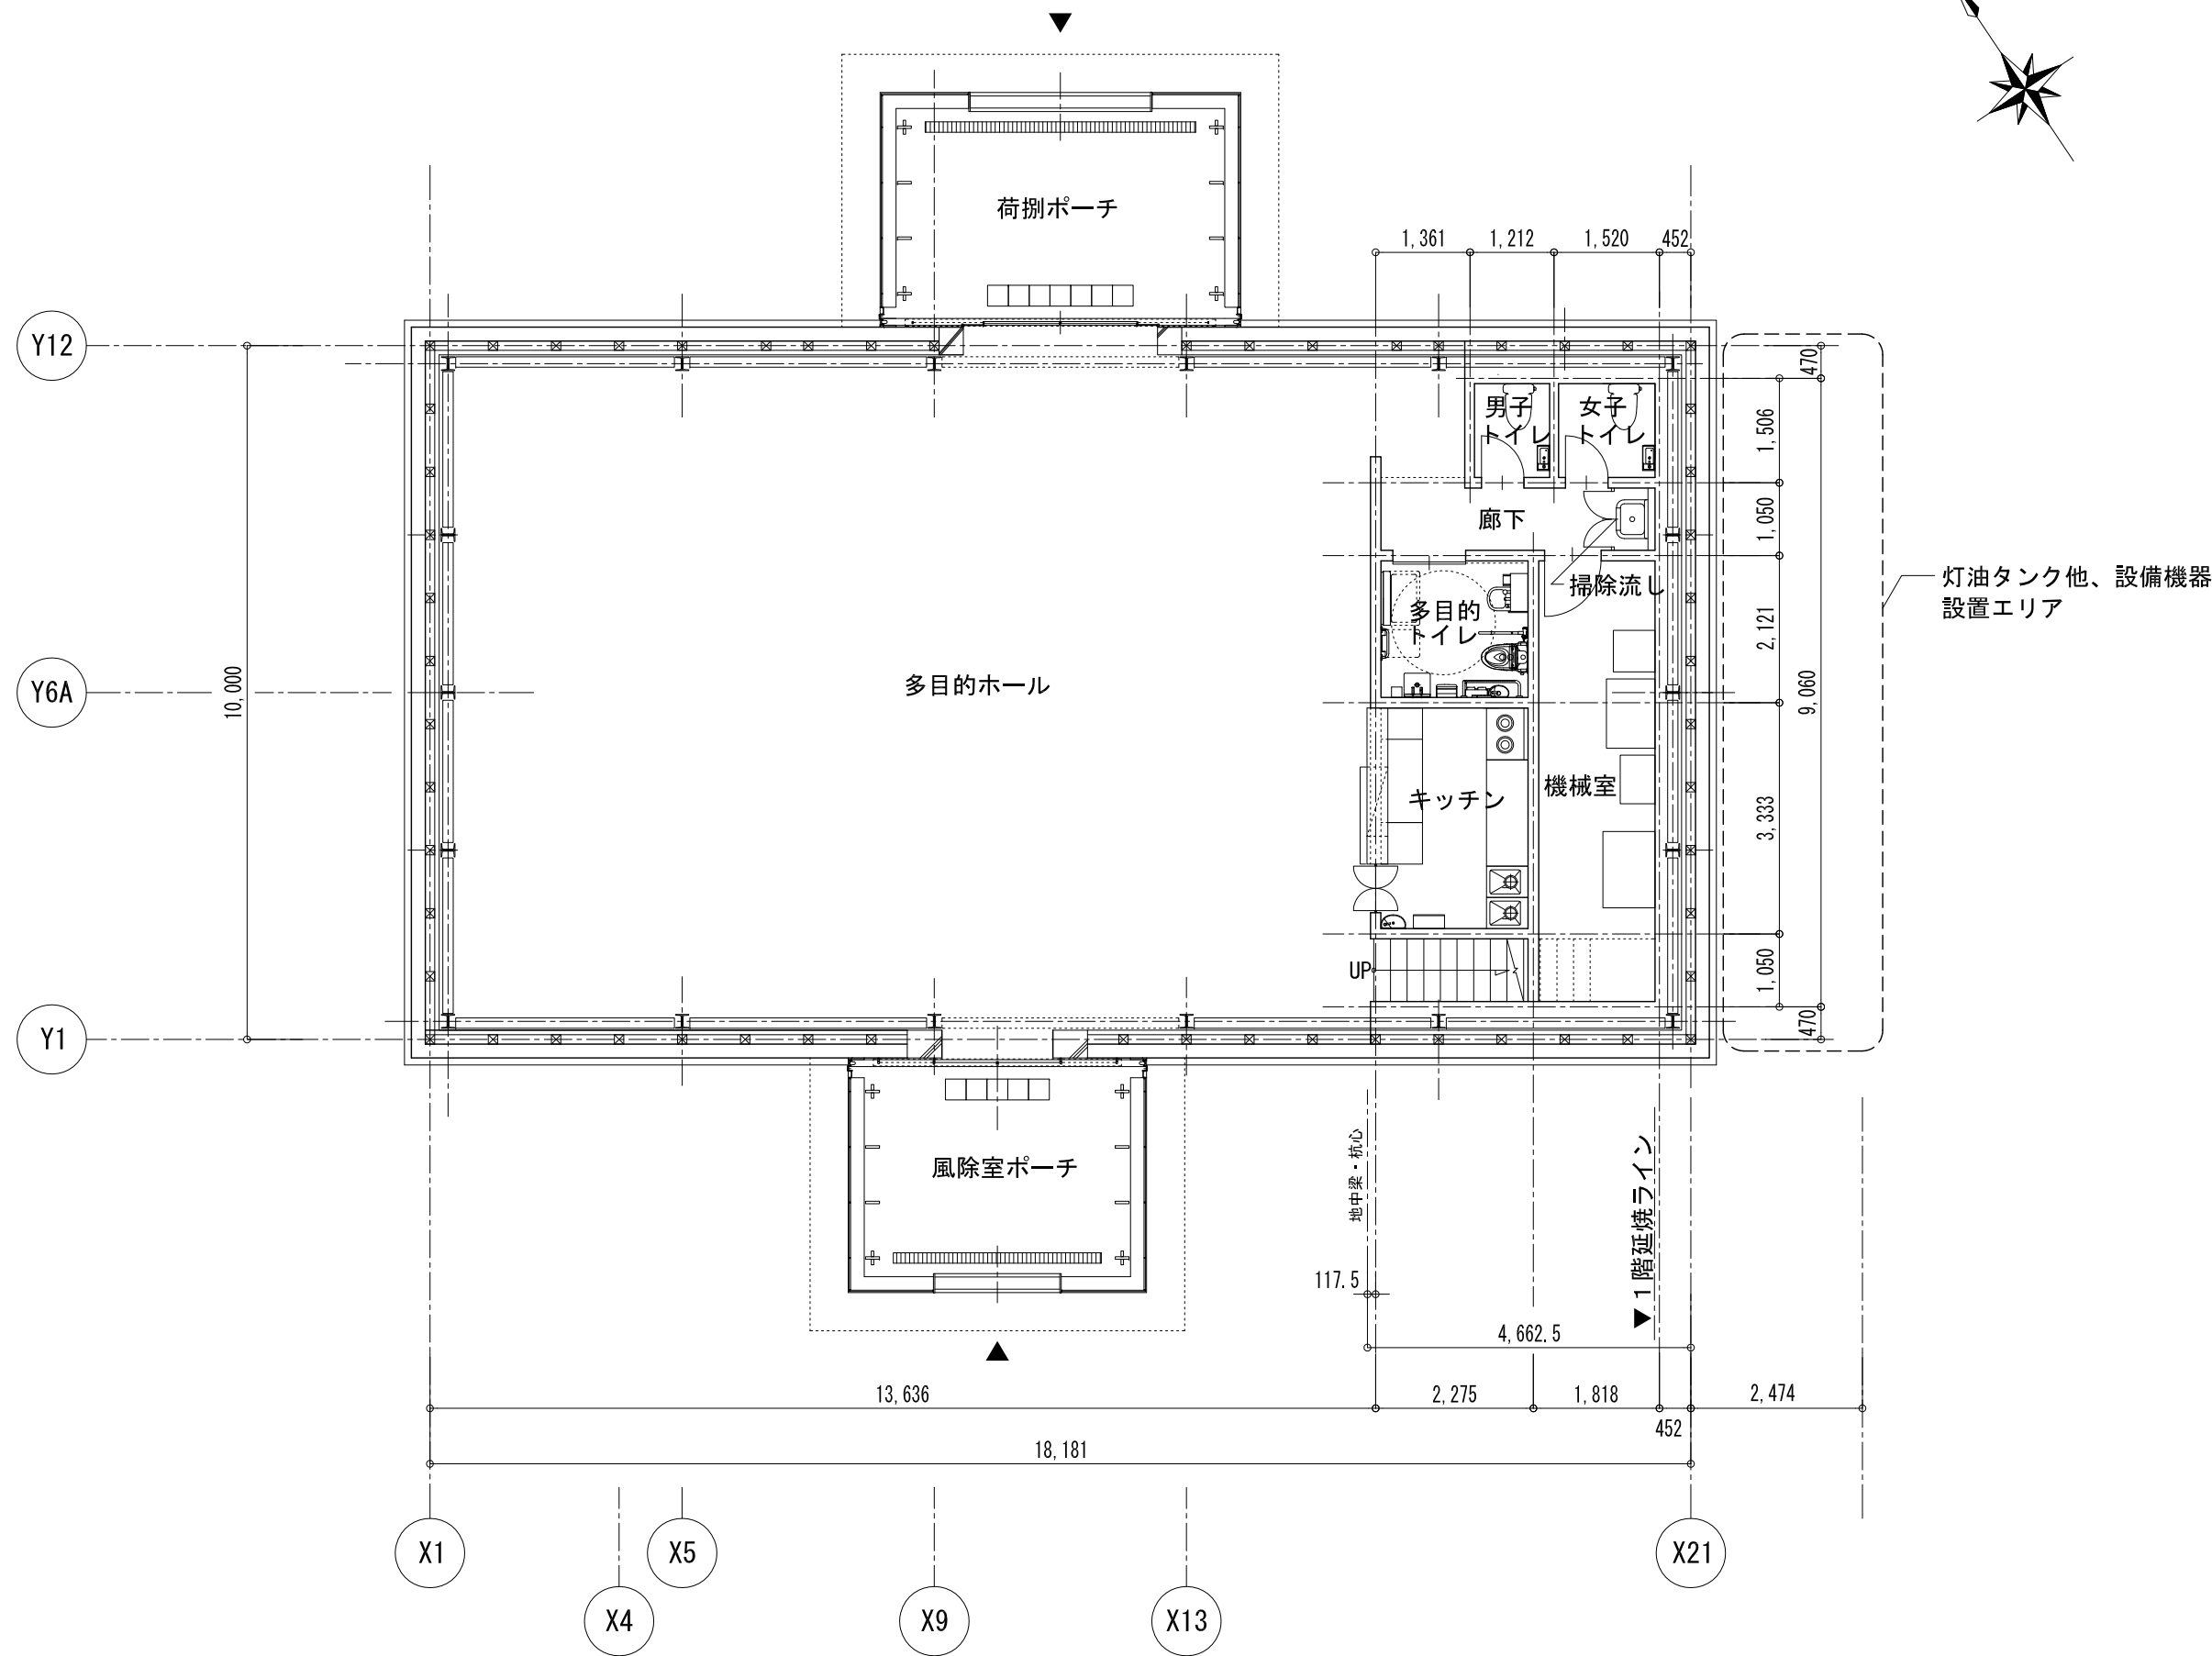 荷捌ポーチ
1,361
1,212
1,520
452
Y12
470
男子
トイレ
女子
トイレ
1,506
廊下
1,050
掃除流し
灯油タンク他、設備機器
設置エリア
多目的
トイレ
2,121
Y6A
10,000
多目的ホール
9,060
キッチン
機械室
3,333
UP
1,050
Y1
470
風除室ポーチ
地中梁・杭心
▼1階延焼ライン
117.5
4,662.5
13,636
2,275
1,818
452
2,474
18,181
X1
X5
X21
X4
X9
X13